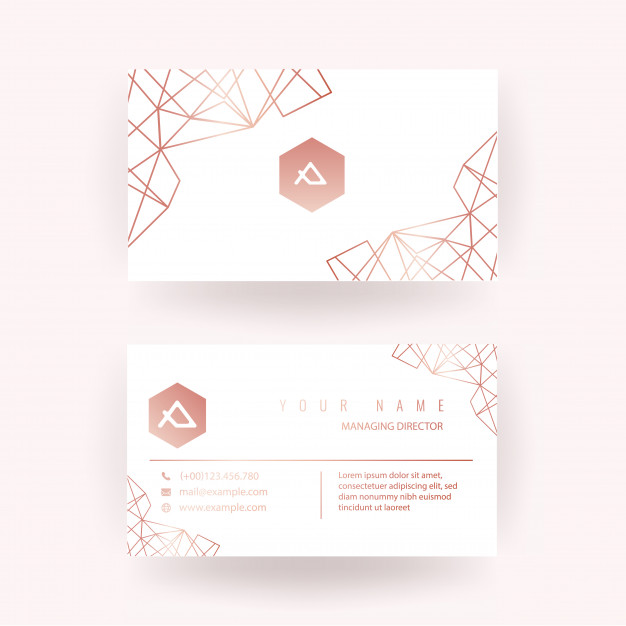 YOUR NAME
MANAGING DIRECTOR
(+00)123.456.780
mail@example.com
www.example.com
Lorem ipsum dolor sit amet,
consectetuer adipiscing elit,
sed diam nonummy nibh
euismod tincidunt ut